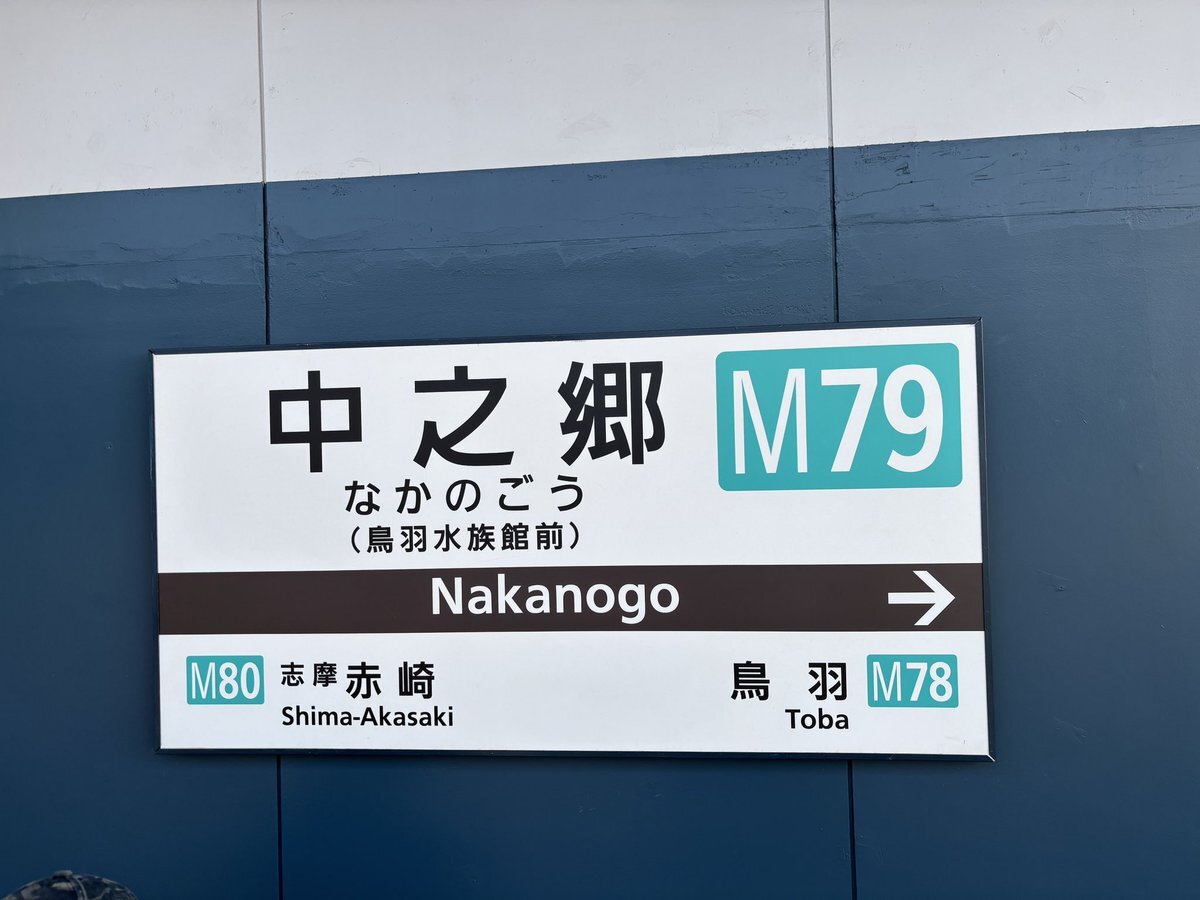 中之郷 M79
なかのごう
（鳥羽水族館前）
Nakanogo →
M80 志摩赤崎 鳥羽 M78
Shima-Akasaki Toba